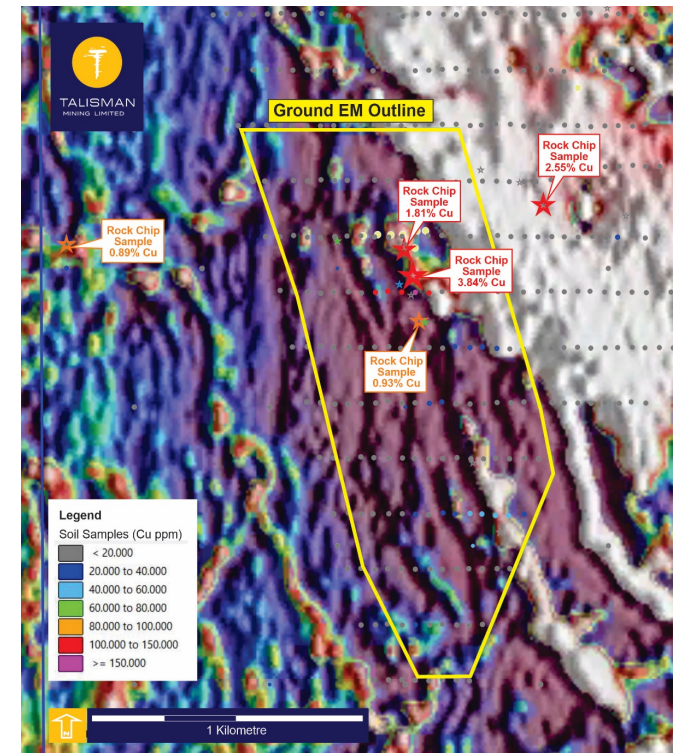 TALISMAN
MINING LIMITED
Ground EM Outline
Rock Chip
Sample
2.55% Cu
Rock Chip
Sample
1.81% Cu
Rock Chip
Sample
0.89% Cu
Rock Chip
Sample
3.84% Cu
Rock Chip
Sample
0.93% Cu
Legend
Soil Samples (Cu ppm)
< 20.000
20.000 to 40.000
40.000 to 60.000
60.000 to 80.000
80.000 to 100.000
100.000 to 150.000
>= 150.000
N
1 Kilometre